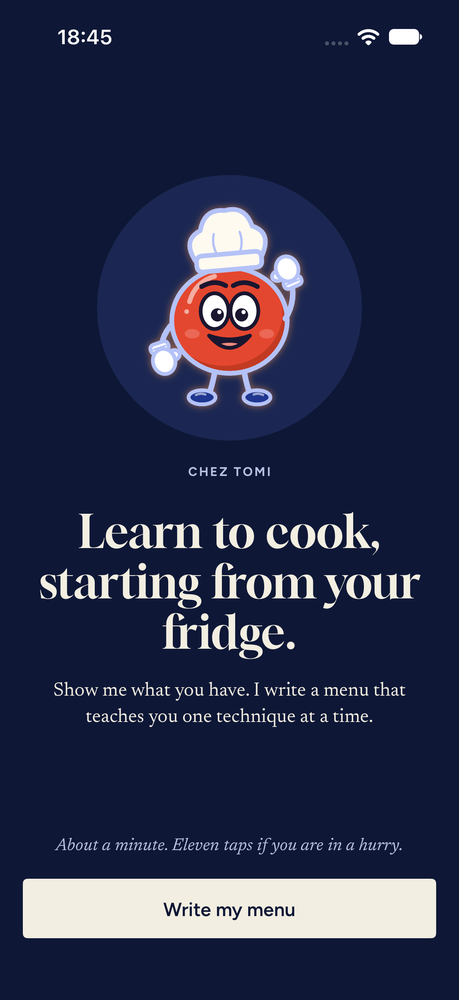 18:45
CHEZ TOMI
Learn to cook,
starting from your
fridge.
Show me what you have. I write a menu that
teaches you one technique at a time.
About a minute. Eleven taps if you are in a hurry.
Write my menu